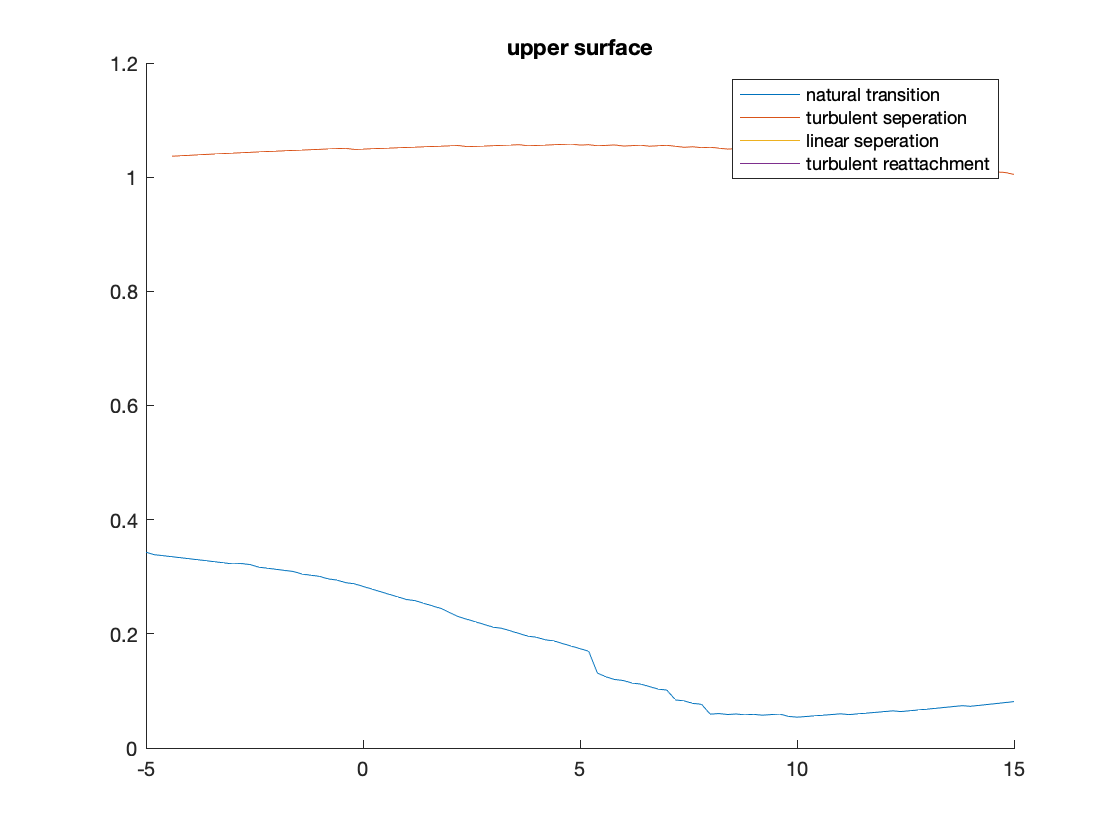 upper surface
1.2
natural transition
turbulent seperation
linear seperation
turbulent reattachment
1
0.8
0.6
0.4
0.2
0
-5 0 5 10 15